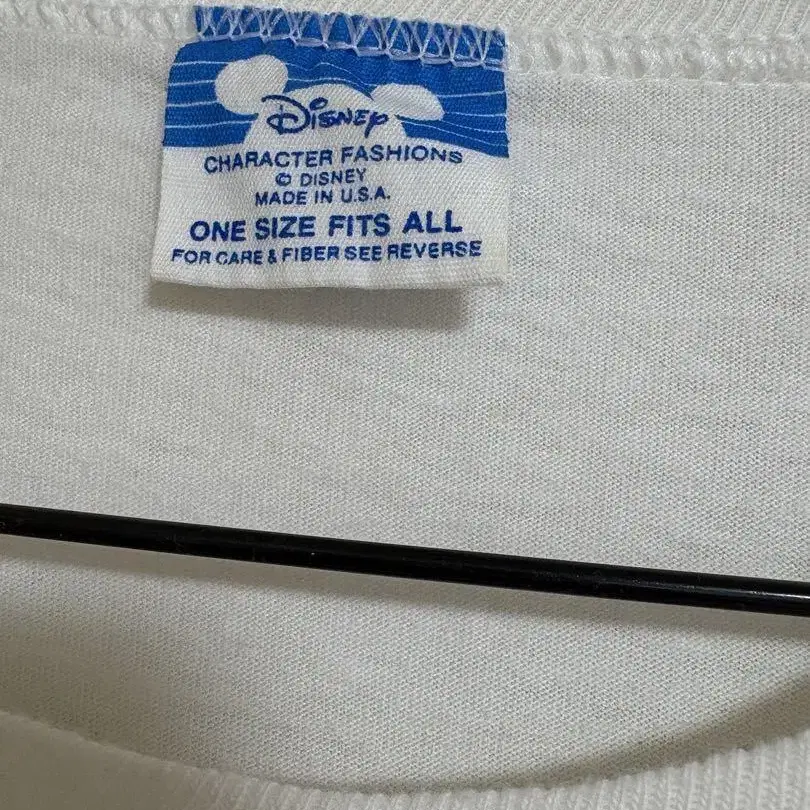 Disney
CHARACTER FASHIONS
© DISNEY
MADE IN U.S.A.
ONE SIZE FITS ALL
FOR CARE & FIBER SEE REVERSE